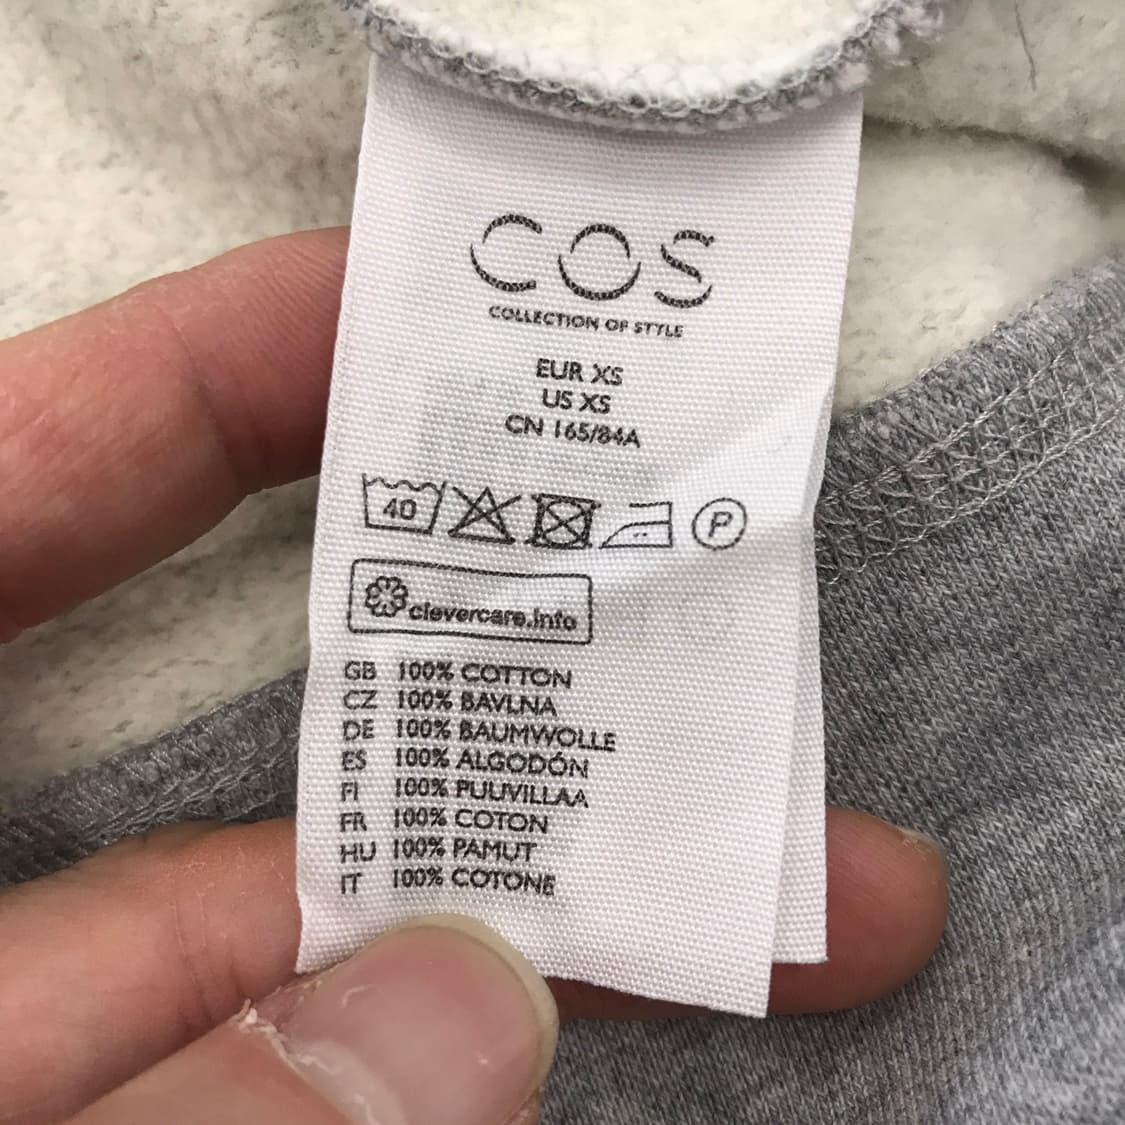 COS
COLLECTION OF STYLE
EUR XS
US XS
CN 165/84A
40 P
clevercare.info
GB 100% COTTON
CZ 100% BAVLNA
DE 100% BAUMWOLLE
ES 100% ALGODÓN
FI 100% PUUVILLAA
FR 100% COTON
HU 100% PAMUT
IT 100% COTONE